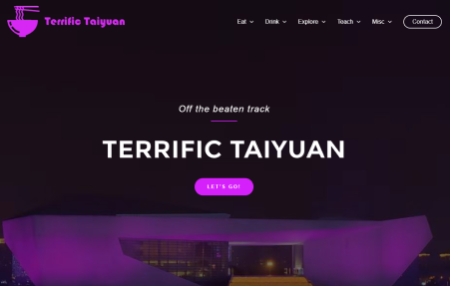 Terrific Taiyuan
Eat Drink Explore Teach Misc Contact
Off the beaten track
TERRIFIC TAIYUAN
LET'S GO!